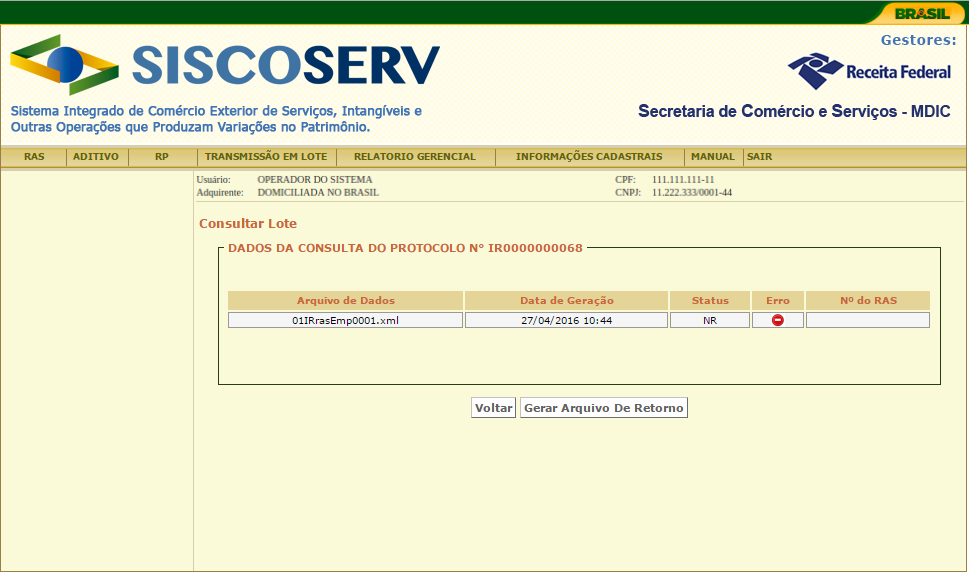 BRASIL
Gestores:
SISCOSERV
Receita Federal
Sistema Integrado de Comércio Exterior de Serviços, Intangíveis e
Outras Operações que Produzam Variações no Patrimônio.
Secretaria de Comércio e Serviços - MDIC
RAS ADITIVO RP TRANSMISSÃO EM LOTE RELATORIO GERENCIAL INFORMAÇÕES CADASTRAIS MANUAL SAIR
Usuário: OPERADOR DO SISTEMA CPF: 111.111.111-11
Adquirente: DOMICILIADA NO BRASIL CNPJ: 11.222.333/0001-44
Consultar Lote
DADOS DA CONSULTA DO PROTOCOLO N° IR0000000068
Arquivo de Dados Data de Geração Status Erro Nº do RAS
01IRrasEmp0001.xml 27/04/2016 10:44 NR
Voltar Gerar Arquivo De Retorno